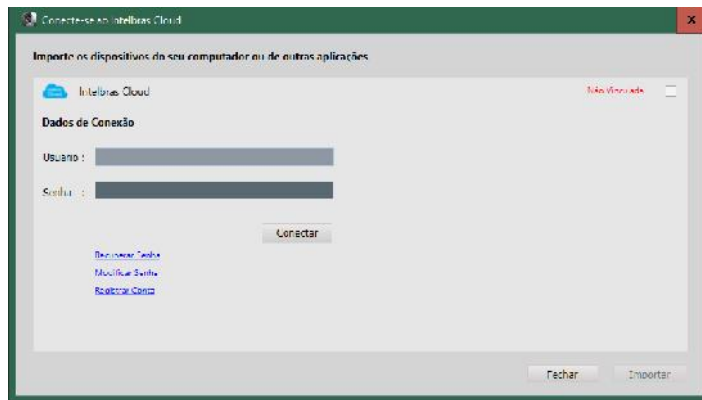 Conecte-se ao Intelbras Cloud
x
Importe os dispositivos do seu computador ou de outras aplicações
Intelbras Cloud
Não Vinculada
Dados de Conexão
Usuário :
Senha :
Conectar
Recuperar Senha
Modificar Senha
Registrar Conta
Fechar
Importar